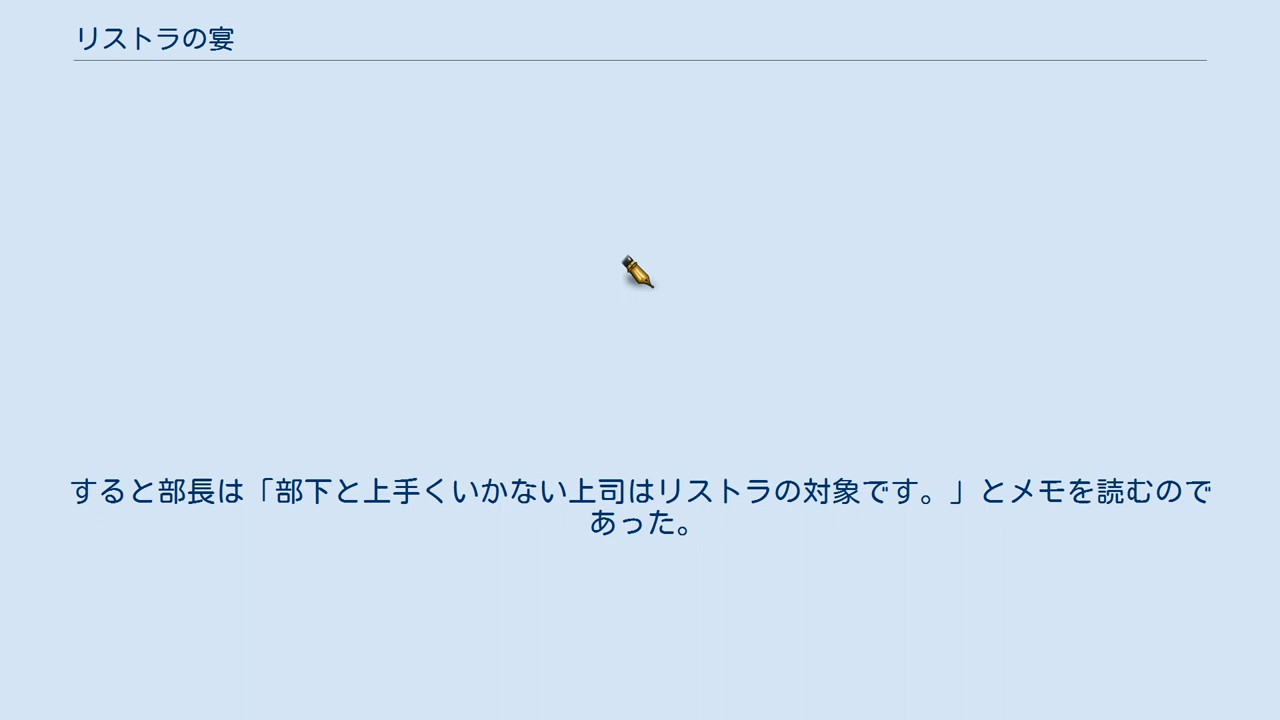 リストラの宴
すると部長は「部下と上手くいかない上司はリストラの対象です。」とメモを読むので
あった。